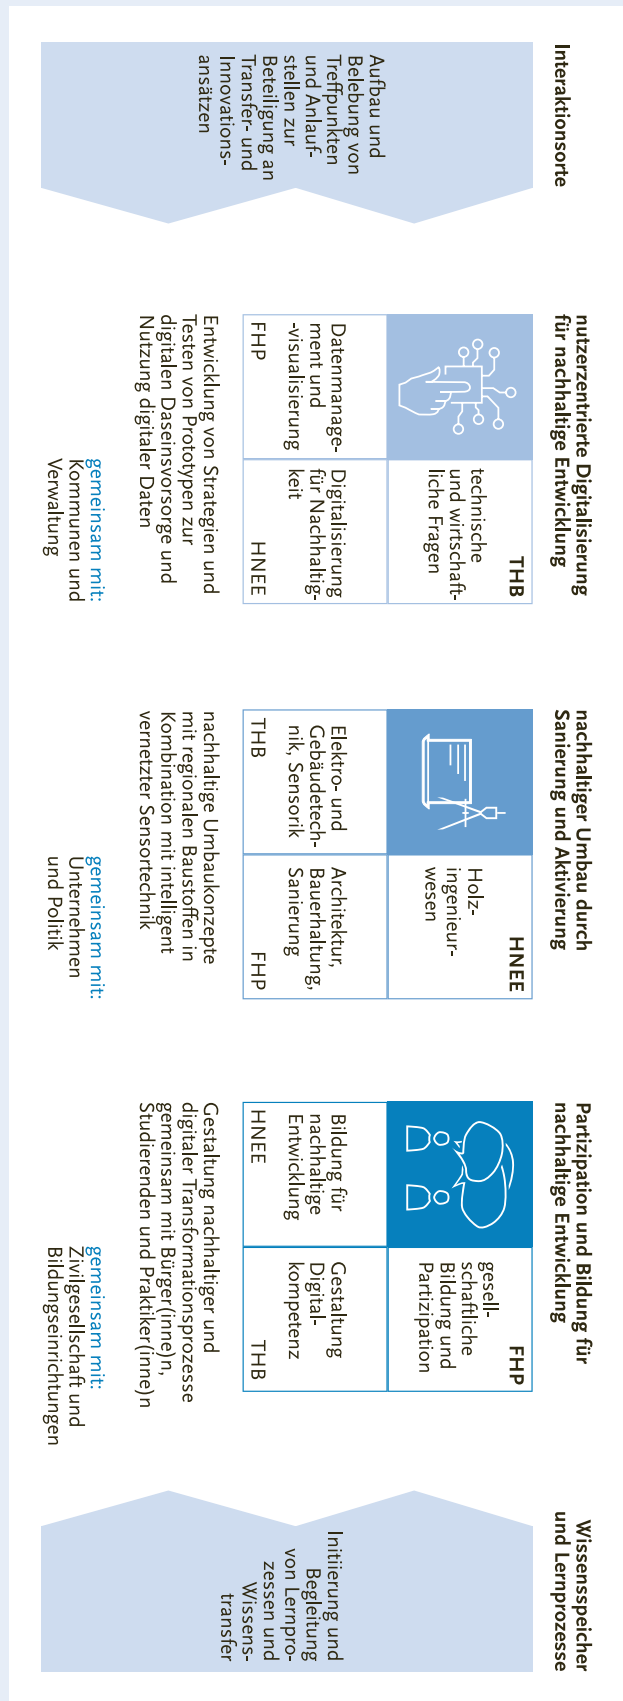 Interaktionsorte
Aufbau und
Belebung von
Treffpunkten
und Anlauf-
stellen zur
Beteiligung an
Transfer- und
Innovations-
ansätzen
nutzerzentrierte Digitalisierung
für nachhaltige Entwicklung
THB
technische
und wirtschaft-
liche Fragen
Datenmanage-
ment und
-visualisierung
FHP
Digitalisierung
für Nachhaltig-
keit
HNEE
Entwicklung von Strategien und
Testen von Prototypen zur
digitalen Daseinsvorsorge und
Nutzung digitaler Daten
gemeinsam mit:
Kommunen und
Verwaltung
nachhaltiger Umbau durch
Sanierung und Aktivierung
HNEE
Holz-
ingenieur-
wesen
Elektro- und
Gebäudetech-
nik, Sensorik
THB
Architektur,
Bauerhaltung,
Sanierung
FHP
nachhaltige Umbaukonzepte
mit regionalen Baustoffen in
Kombination mit intelligent
vernetzter Sensortechnik
gemeinsam mit:
Unternehmen
und Politik
Partizipation und Bildung für
nachhaltige Entwicklung
FHP
gesell-
schaftliche
Bildung und
Partizipation
Bildung für
nachhaltige
Entwicklung
HNEE
Gestaltung
Digital-
kompetenz
THB
Gestaltung nachhaltiger und
digitaler Transformationsprozesse
gemeinsam mit Bürger(inne)n,
Studierenden und Praktiker(inne)n
gemeinsam mit:
Zivilgesellschaft und
Bildungseinrichtungen
Wissensspeicher
und Lernprozesse
Initiierung und
Begleitung
von Lernpro-
zessen und
Wissens-
transfer